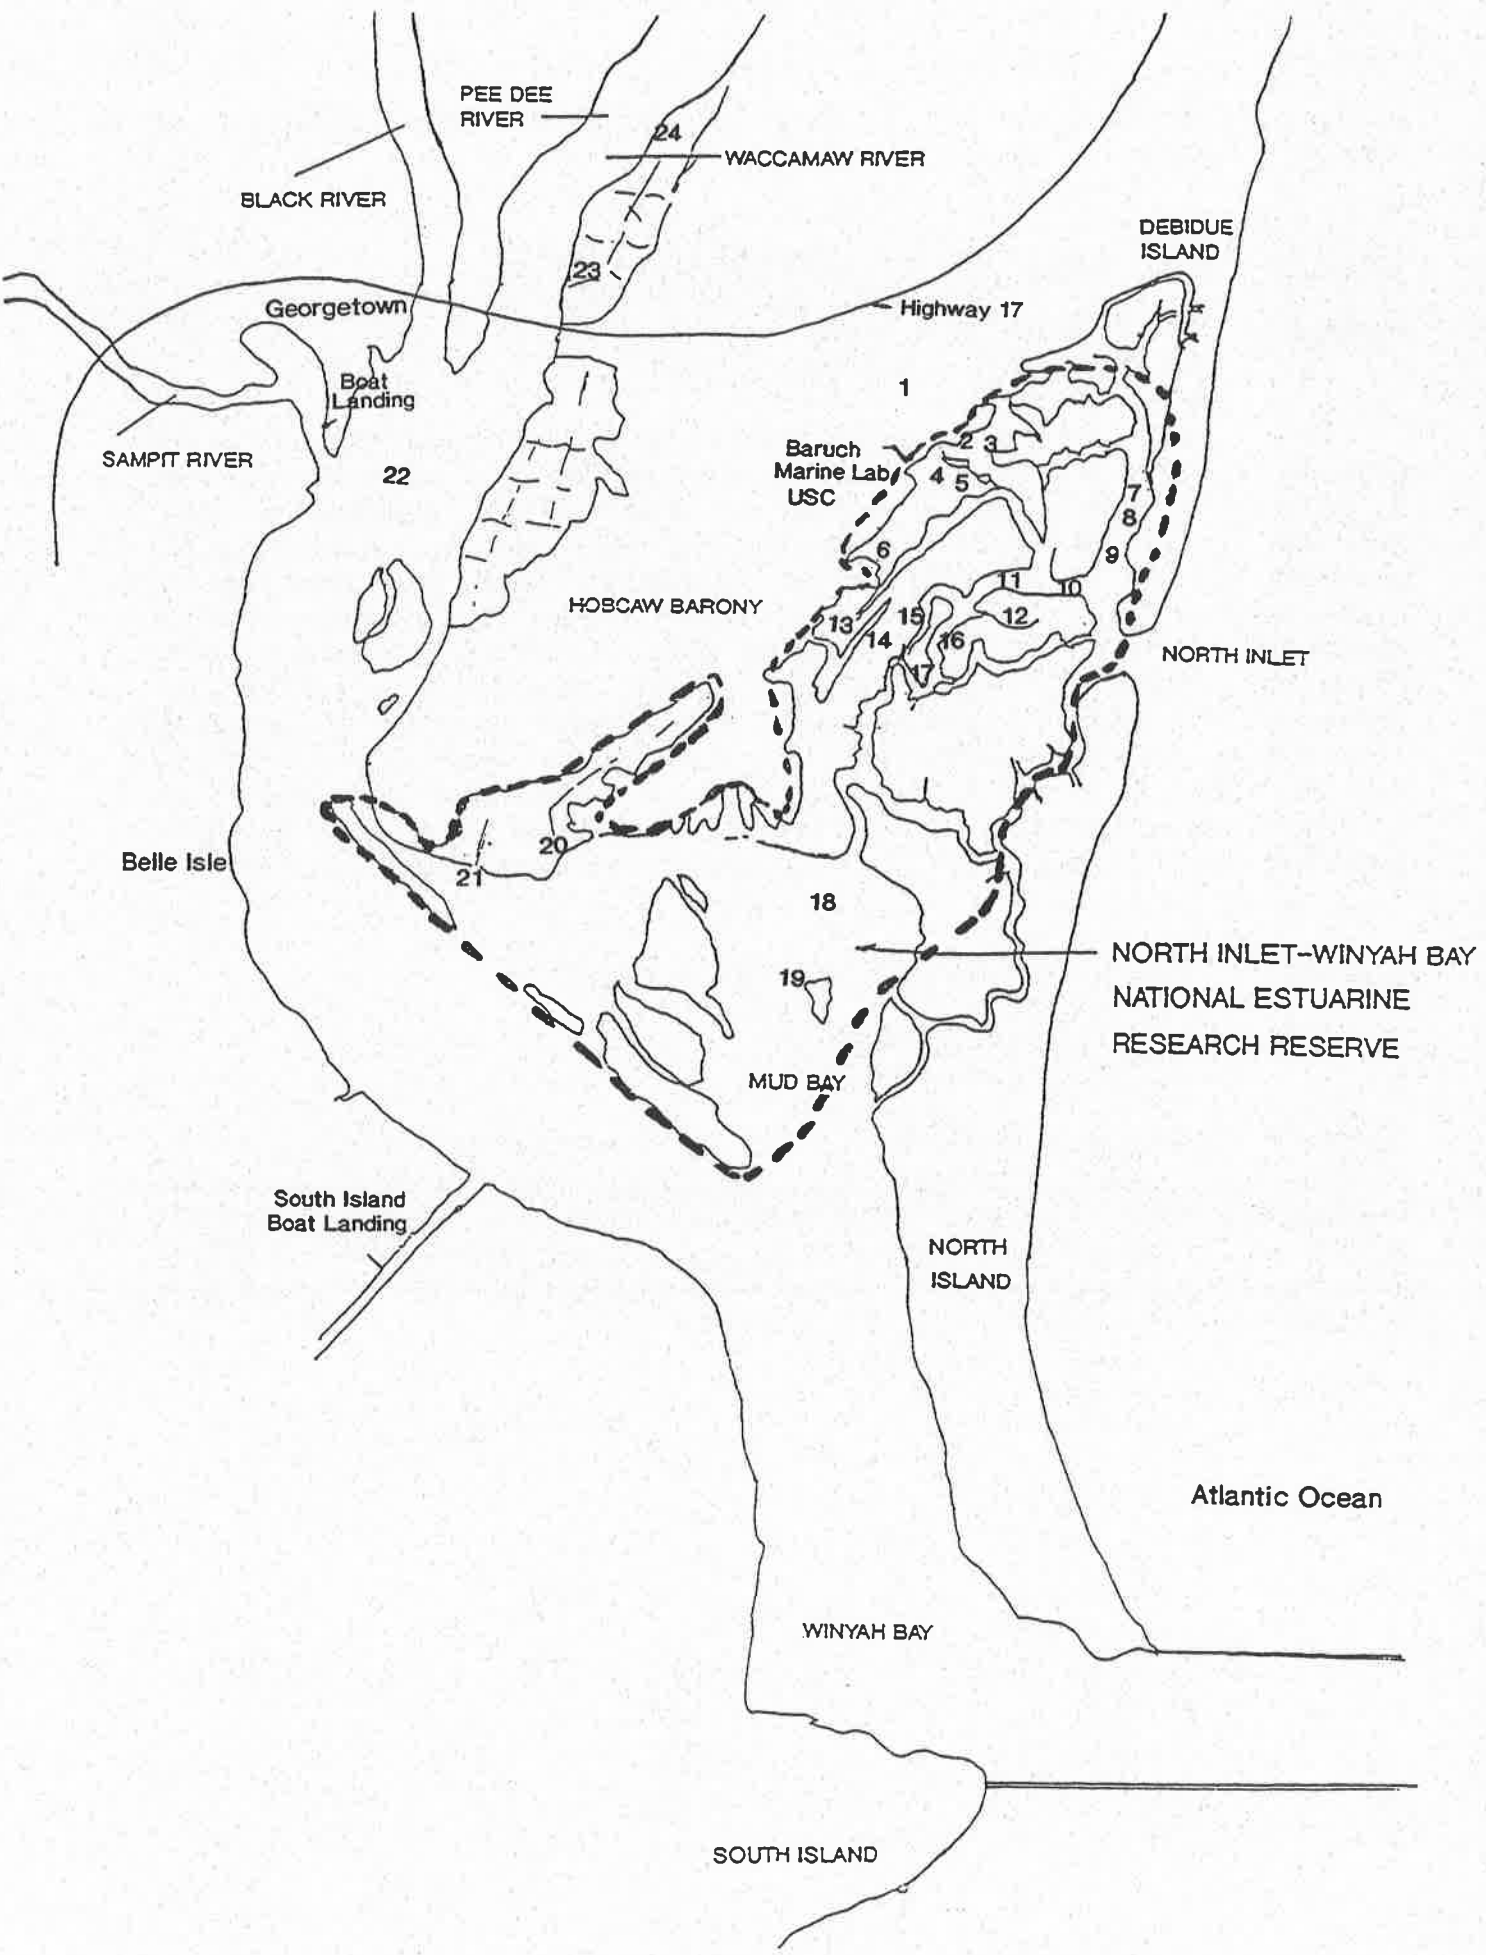 PEE DEE
RIVER
24
WACCAMAW RIVER
BLACK RIVER
DEBIDUE
ISLAND
23
Georgetown
Highway 17
Boat
Landing
1
SAMPIT RIVER
22
Baruch
Marine Lab
USC
2
3
4
5
6
7
8
9
10
11
12
HOBCAW BARONY
13
14
15
16
17
NORTH INLET
Belle Isle
20
21
18
19
NORTH INLET-WINYAH BAY
NATIONAL ESTUARINE
RESEARCH RESERVE
MUD BAY
South Island
Boat Landing
NORTH
ISLAND
Atlantic Ocean
WINYAH BAY
SOUTH ISLAND